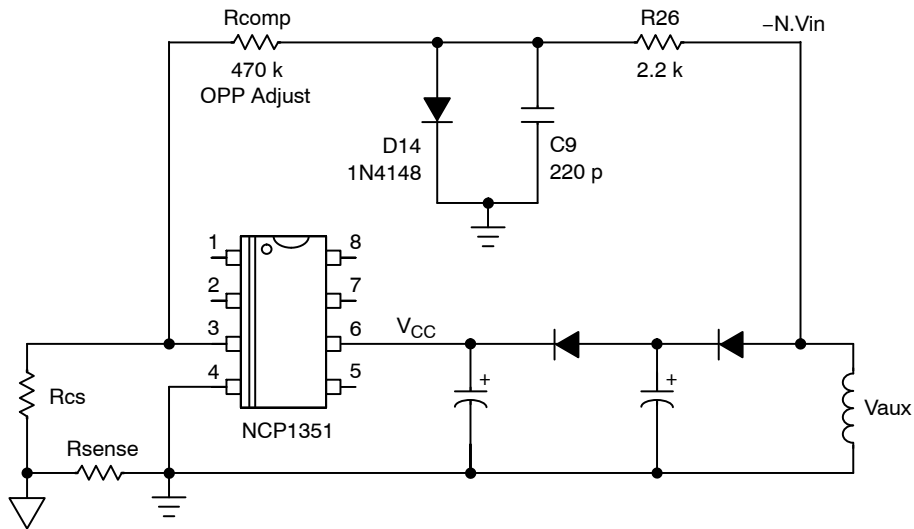 Rcomp
470 k
OPP Adjust
R26
2.2 k
−N.Vin
D14
1N4148
C9
220 p
1
2
3
4
8
7
6
5
NCP1351
VCC
+
+
Rcs
Rsense
Vaux